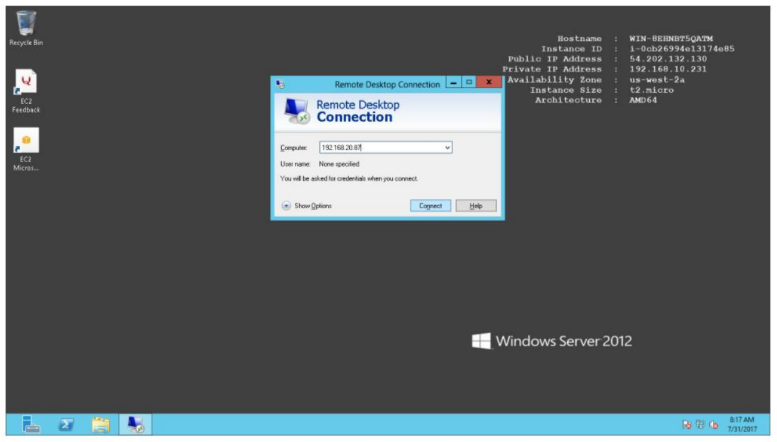 Recycle Bin
EC2
Feedback
EC2
Micros...
Hostname : WIN-8EHNBT5QATM
Instance ID : i-0cb26994e13174e85
Public IP Address : 54.202.132.130
Private IP Address : 192.168.10.231
Availability Zone : us-west-2a
Instance Size : t2.micro
Architecture : AMD64
Remote Desktop Connection
Remote Desktop
Connection
Computer: 192.168.20.87
User name: None specified
You will be asked for credentials when you connect.
Show Options
Connect
Help
Windows Server 2012
8:17 AM
7/31/2017